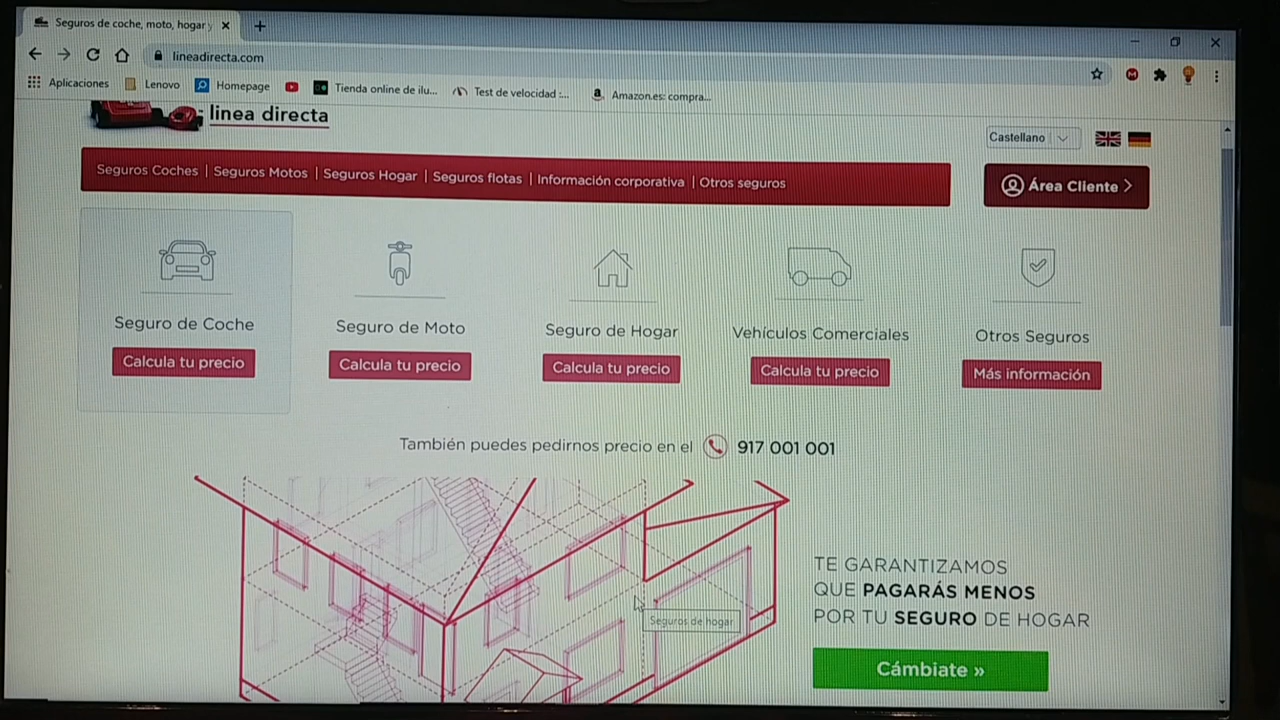 Seguros de coche, moto, hogar y
lineadirecta.com
Aplicaciones Lenovo Homepage Tienda online de ilu... Test de velocidad :... Amazon.es: compra...
linea directa
Castellano
Seguros Coches | Seguros Motos | Seguros Hogar | Seguros flotas | Información corporativa | Otros seguros
Área Cliente
Seguro de Coche
Calcula tu precio
Seguro de Moto
Calcula tu precio
Seguro de Hogar
Calcula tu precio
Vehículos Comerciales
Calcula tu precio
Otros Seguros
Más información
También puedes pedirnos precio en el 917 001 001
TE GARANTIZAMOS
QUE PAGARÁS MENOS
POR TU SEGURO DE HOGAR
Seguros de hogar
Cámbiate »